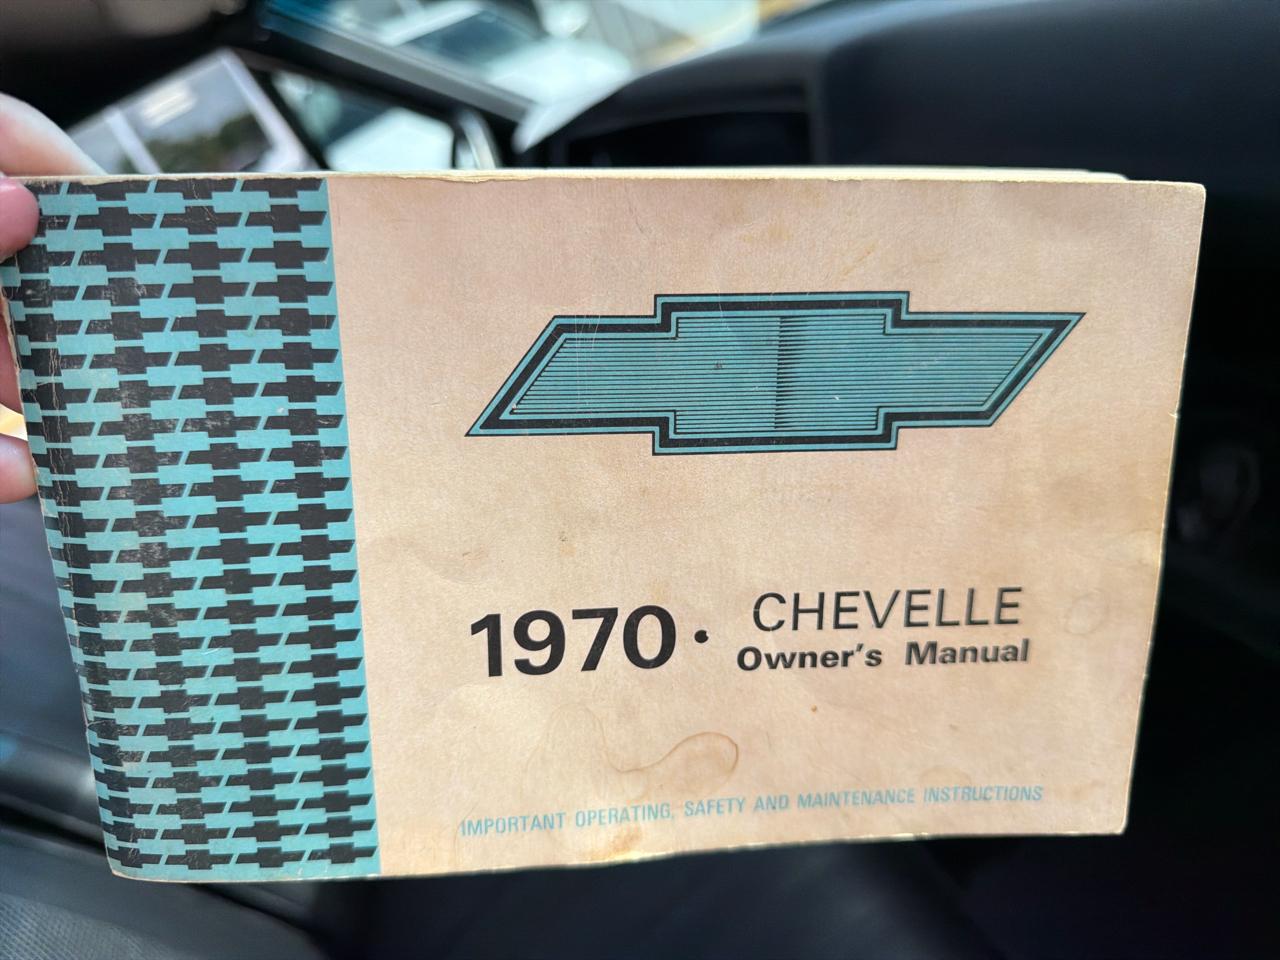 1970 · CHEVELLE
Owner's Manual
IMPORTANT OPERATING, SAFETY AND MAINTENANCE INSTRUCTIONS